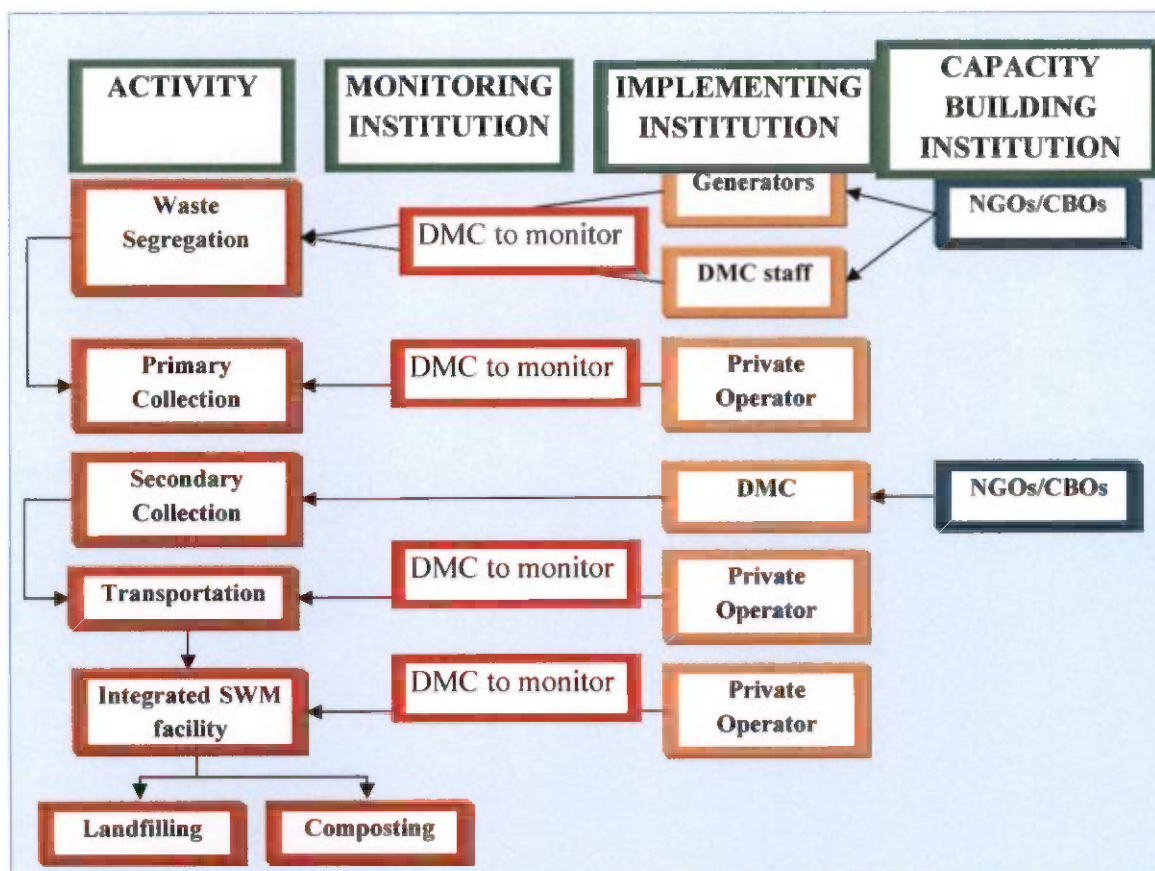 ACTIVITY
MONITORING
INSTITUTION
IMPLEMENTING
INSTITUTION
CAPACITY
BUILDING
INSTITUTION
Waste
Segregation
DMC to monitor
Generators
DMC staff
NGOs/CBOs
Primary
Collection
DMC to monitor
Private
Operator
Secondary
Collection
DMC
NGOs/CBOs
Transportation
DMC to monitor
Private
Operator
Integrated SWM
facility
DMC to monitor
Private
Operator
Landfilling
Composting